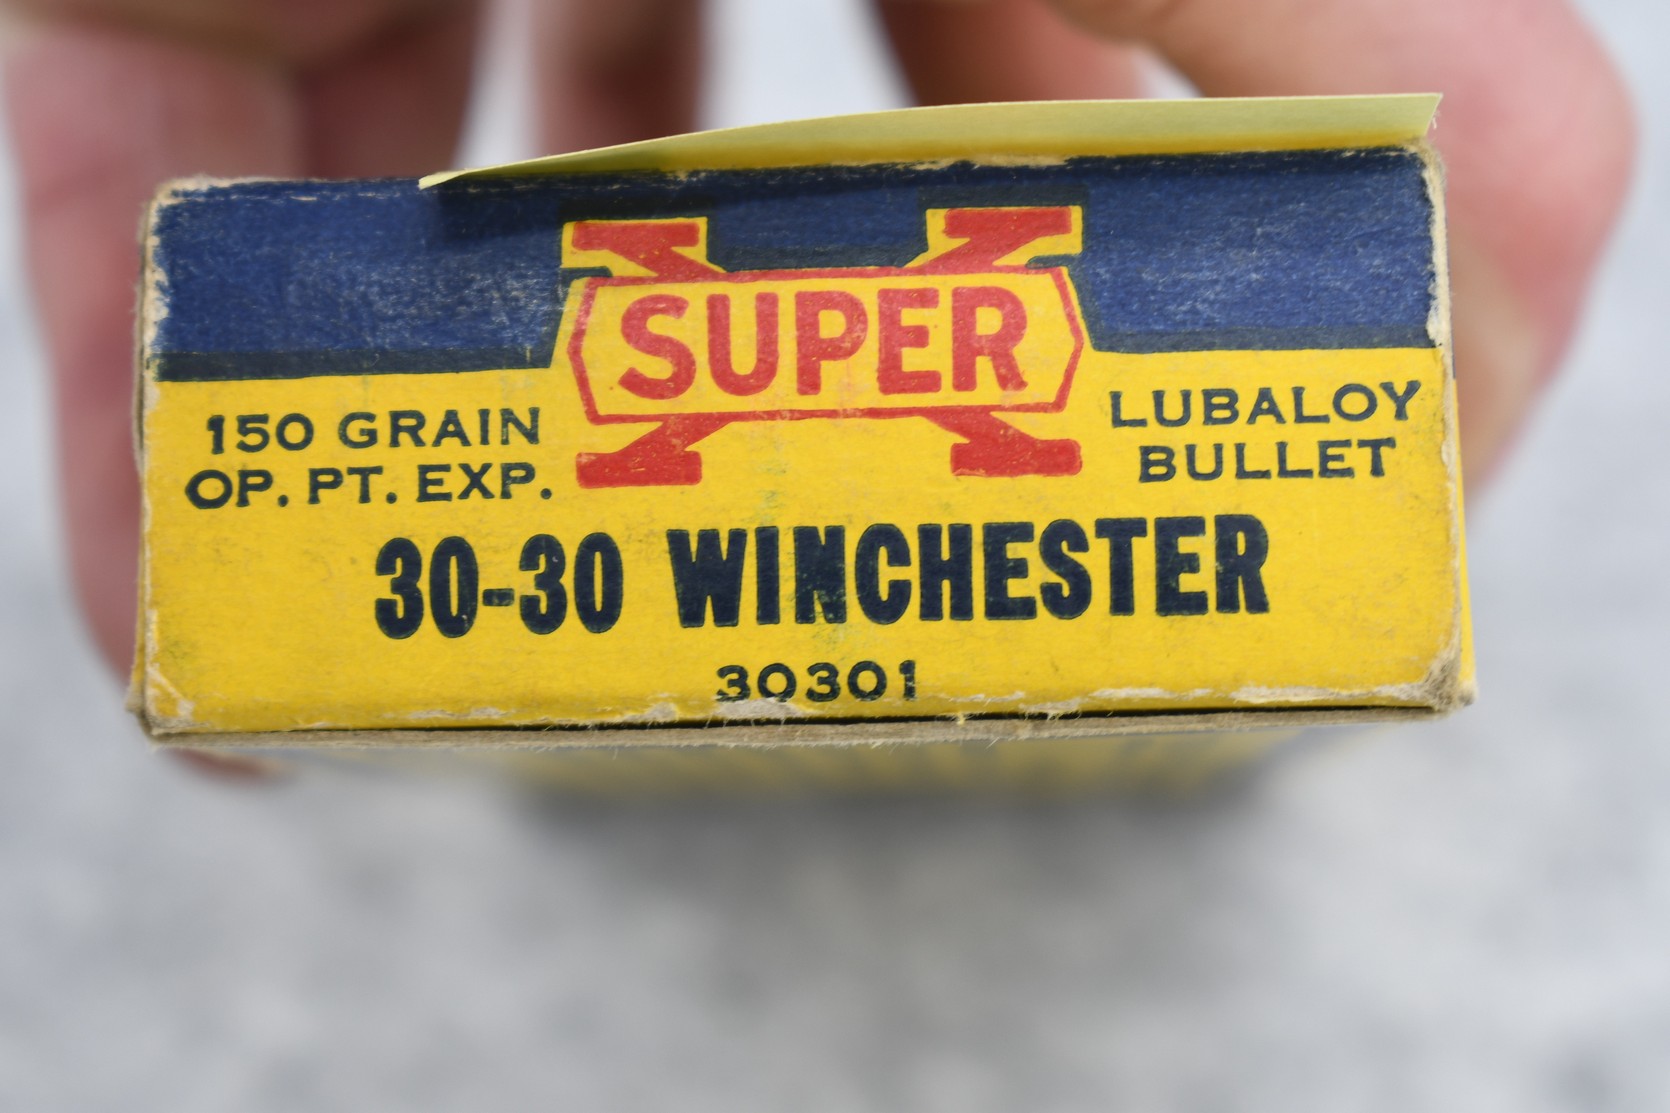 SUPER X
150 GRAIN
OP. PT. EXP.
LUBALOY
BULLET
30-30 WINCHESTER
30301